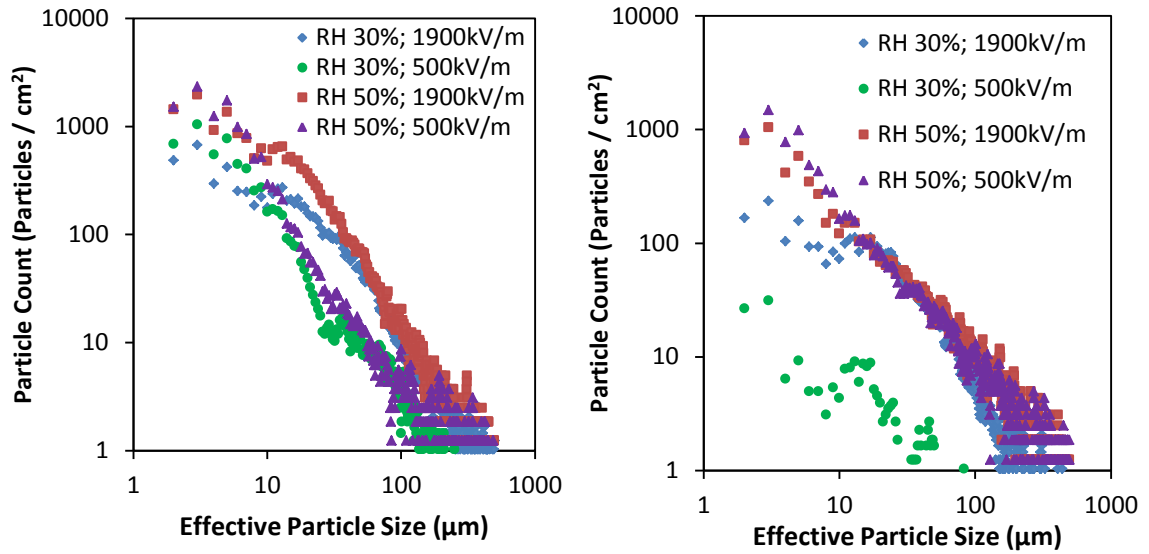 10000
1000
100
10
1
1
10
100
1000
Particle Count (Particles / cm²)
Effective Particle Size (µm)
RH 30%; 1900kV/m
RH 30%; 500kV/m
RH 50%; 1900kV/m
RH 50%; 500kV/m
10000
1000
100
10
1
1
10
100
1000
Particle Count (Particles / cm²)
Effective Particle Size (µm)
RH 30%; 1900kV/m
RH 30%; 500kV/m
RH 50%; 1900kV/m
RH 50%; 500kV/m